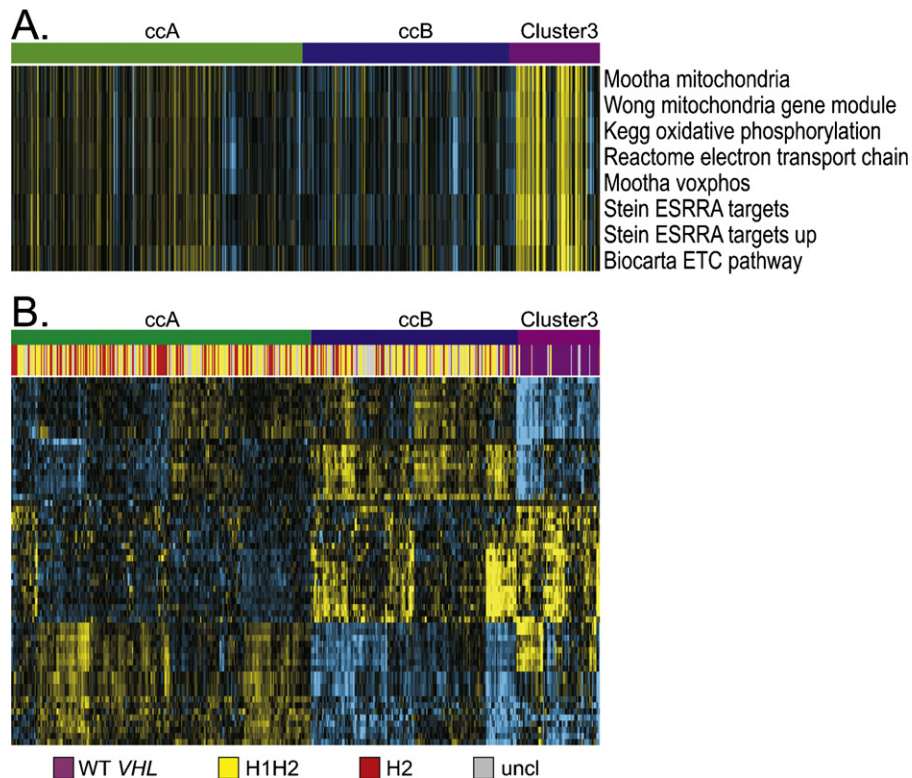 A.
ccA ccB Cluster3
Mootha mitochondria
Wong mitochondria gene module
Kegg oxidative phosphorylation
Reactome electron transport chain
Mootha voxphos
Stein ESRRA targets
Stein ESRRA targets up
Biocarta ETC pathway
B.
ccA ccB Cluster3
WT VHL H1H2 H2 uncl